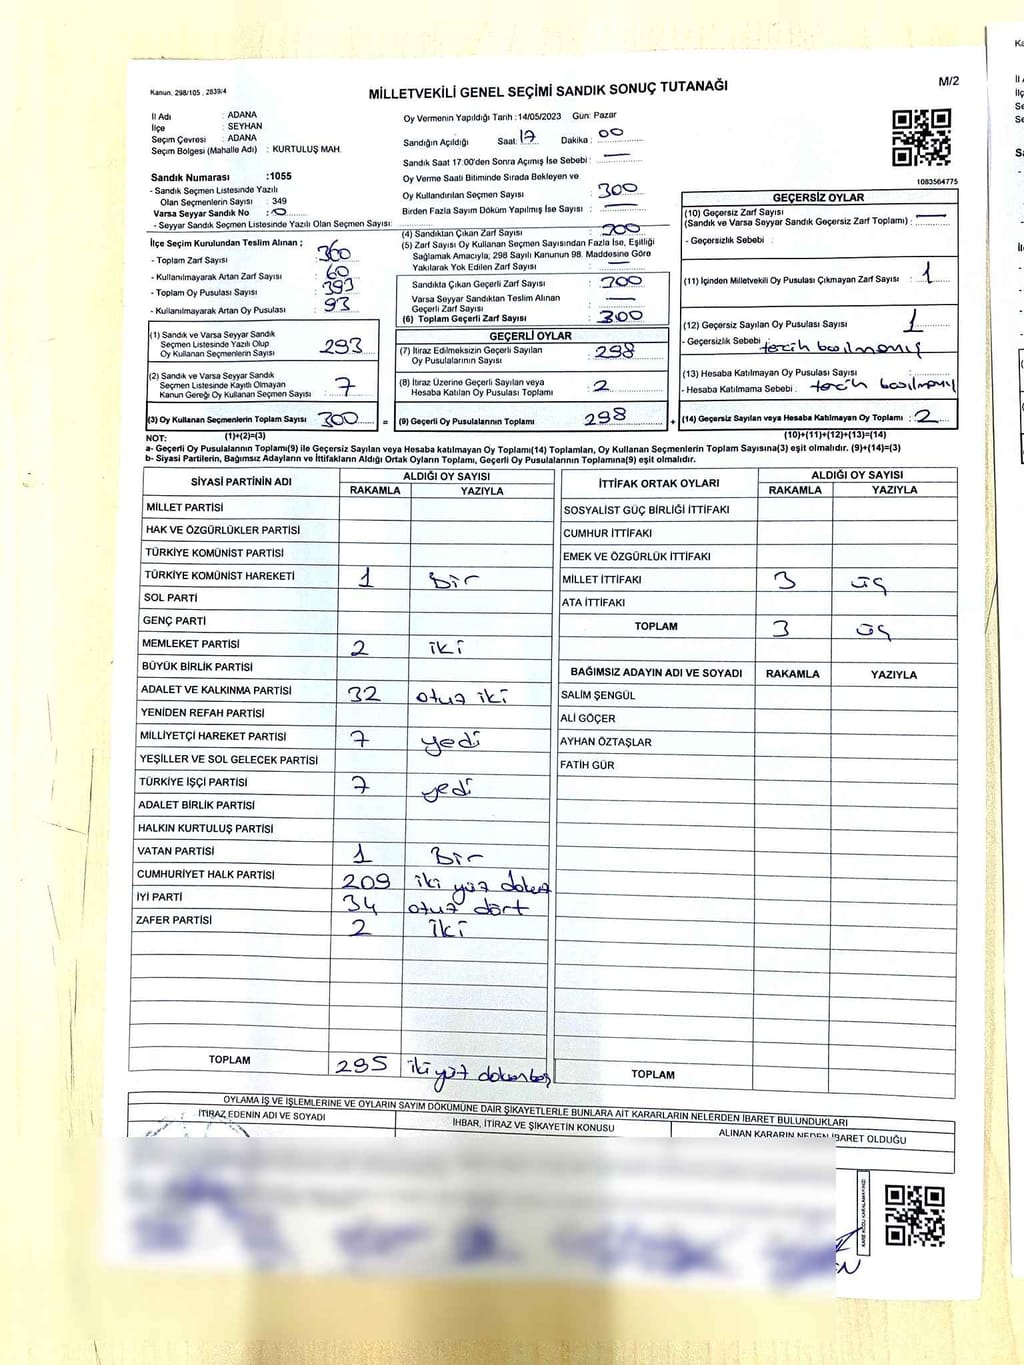 Kanun. 298/105 , 2839/4
MİLLETVEKİLİ GENEL SEÇİMİ SANDIK SONUÇ TUTANAĞI
M/2
İl Adı : ADANA
İlçe : SEYHAN
Seçim Çevresi : ADANA
Seçim Bölgesi (Mahalle Adı) : KURTULUŞ MAH.
Sandık Numarası :1055
- Sandık Seçmen Listesinde Yazılı
Olan Seçmenlerin Sayısı : 349
Varsa Seyyar Sandık No :
- Seyyar Sandık Seçmen Listesinde Yazılı Olan Seçmen Sayısı:
İlçe Seçim Kurulundan Teslim Alınan ;
- Toplam Zarf Sayısı : 360
- Kullanılmayarak Artan Zarf Sayısı : 60
- Toplam Oy Pusulası Sayısı : 393
- Kullanılmayarak Artan Oy Pusulası : 93
Oy Vermenin Yapıldığı Tarih :14/05/2023 Gün: Pazar
Sandığın Açıldığı Saat: 17 Dakika : 00
Sandık Saat 17:00'den Sonra Açımış İse Sebebi :
Oy Verme Saati Bitiminde Sırada Bekleyen ve
Oy Kullandırılan Seçmen Sayısı : 300
Birden Fazla Sayım Döküm Yapılmış İse Sayısı :
(4) Sandıktan Çıkan Zarf Sayısı : 300
(5) Zarf Sayısı Oy Kullanan Seçmen Sayısından Fazla İse, Eşitliği
Sağlamak Amacıyla; 298 Sayılı Kanunun 98. Maddesine Göre
Yakılarak Yok Edilen Zarf Sayısı :
Sandıkta Çıkan Zarf Sayısı : 300
Varsa Seyyar Sandıktan Teslim Alınan
Geçerli Zarf Sayısı :
(6) Toplam Geçerli Zarf Sayısı : 300
1083564775
GEÇERSİZ OYLAR
(10) Geçersiz Zarf Sayısı
(Sandık ve Varsa Seyyar Sandık Geçersiz Zarf Toplamı) :
- Geçersizlik Sebebi :
(11) İçinden Milletvekili Oy Pusulası Çıkmayan Zarf Sayısı : 1
(12) Geçersiz Sayılan Oy Pusulası Sayısı : 1
- Geçersizlik Sebebi : tercih basılmamış
(13) Hesaba Katılmayan Oy Pusulası Sayısı :
- Hesaba Katılmama Sebebi : tercih basılmamış
(14) Geçersiz Sayılan veya Hesaba Katılmayan Oy Toplamı : 2
(10)+(11)+(12)+(13)=(14)
(1) Sandık ve Varsa Seyyar Sandık
Seçmen Listesinde Yazılı Olup
Oy Kullanan Seçmenlerin Sayısı : 293
(2) Sandık ve Varsa Seyyar Sandık
Seçmen Listesinde Kayıtlı Olmayan
Kanun Gereği Oy Kullanan Seçmen Sayısı : 7
(3) Oy Kullanan Seçmenlerin Toplam Sayısı : 300 =
GEÇERLİ OYLAR
(7) İtiraz Edilmeksizin Geçerli Sayılan
Oy Pusulalarının Sayısı : 298
(8) İtiraz Üzerine Geçerli Sayılan veya
Hesaba Katılan Oy Pusulası Toplamı : 2
(9) Geçerli Oy Pusulalarının Toplamı : 298 +
NOT: (1)+(2)=(3)
a- Geçerli Oy Pusulalarının Toplamı(9) ile Geçersiz Sayılan veya Hesaba katılmayan Oy Toplamı(14) Toplamları, Oy Kullanan Seçmenlerin Toplam Sayısına(3) eşit olmalıdır. (9)+(14)=(3)
b- Siyasi Partilerin, Bağımsız Adayların ve İttifakların Aldığı Ortak Oyların Toplamı, Geçerli Oy Pusulalarının Toplamına(9) eşit olmalıdır.
SİYASİ PARTİNİN ADI ALDIĞI OY SAYISI
RAKAMLA YAZIYLA
MİLLET PARTİSİ
HAK VE ÖZGÜRLÜKLER PARTİSİ
TÜRKİYE KOMÜNİST PARTİSİ
TÜRKİYE KOMÜNİST HAREKETİ 1 Bir
SOL PARTİ
GENÇ PARTİ
MEMLEKET PARTİSİ 2 iki
BÜYÜK BİRLİK PARTİSİ
ADALET VE KALKINMA PARTİSİ 32 otuz iki
YENİDEN REFAH PARTİSİ
MİLLİYETÇİ HAREKET PARTİSİ 7 yedi
YEŞİLLER VE SOL GELECEK PARTİSİ
TÜRKİYE İŞÇİ PARTİSİ 7 yedi
ADALET BİRLİK PARTİSİ
HALKIN KURTULUŞ PARTİSİ
VATAN PARTİSİ 1 Bir
CUMHURİYET HALK PARTİSİ 209 iki yüz dokuz
İYİ PARTİ 34 otuz dört
ZAFER PARTİSİ 2 İki
TOPLAM 295 ikiyüz doksanbeş
İTTİFAK ORTAK OYLARI ALDIĞI OY SAYISI
RAKAMLA YAZIYLA
SOSYALİST GÜÇ BİRLİĞİ İTTİFAKI
CUMHUR İTTİFAKI
EMEK VE ÖZGÜRLÜK İTTİFAKI
MİLLET İTTİFAKI 3 üç
ATA İTTİFAKI
TOPLAM 3 üç
BAĞIMSIZ ADAYIN ADI VE SOYADI RAKAMLA YAZIYLA
SALİM ŞENGÜL
ALİ GÖÇER
AYHAN ÖZTAŞLAR
FATİH GÜR
TOPLAM
OYLAMA İŞ VE İŞLEMLERİNE VE OYLARIN SAYIM DÖKÜMÜNE DAİR ŞİKAYETLERLE BUNLARA AİT KARARLARIN NELERDEN İBARET BULUNDUKLARI
İTİRAZ EDENİN ADI VE SOYADI İHBAR, İTİRAZ VE ŞİKAYETİN KONUSU ALINAN KARARIN NEDEN İBARET OLDUĞU
KARE KODU KARALAMAYINIZ!